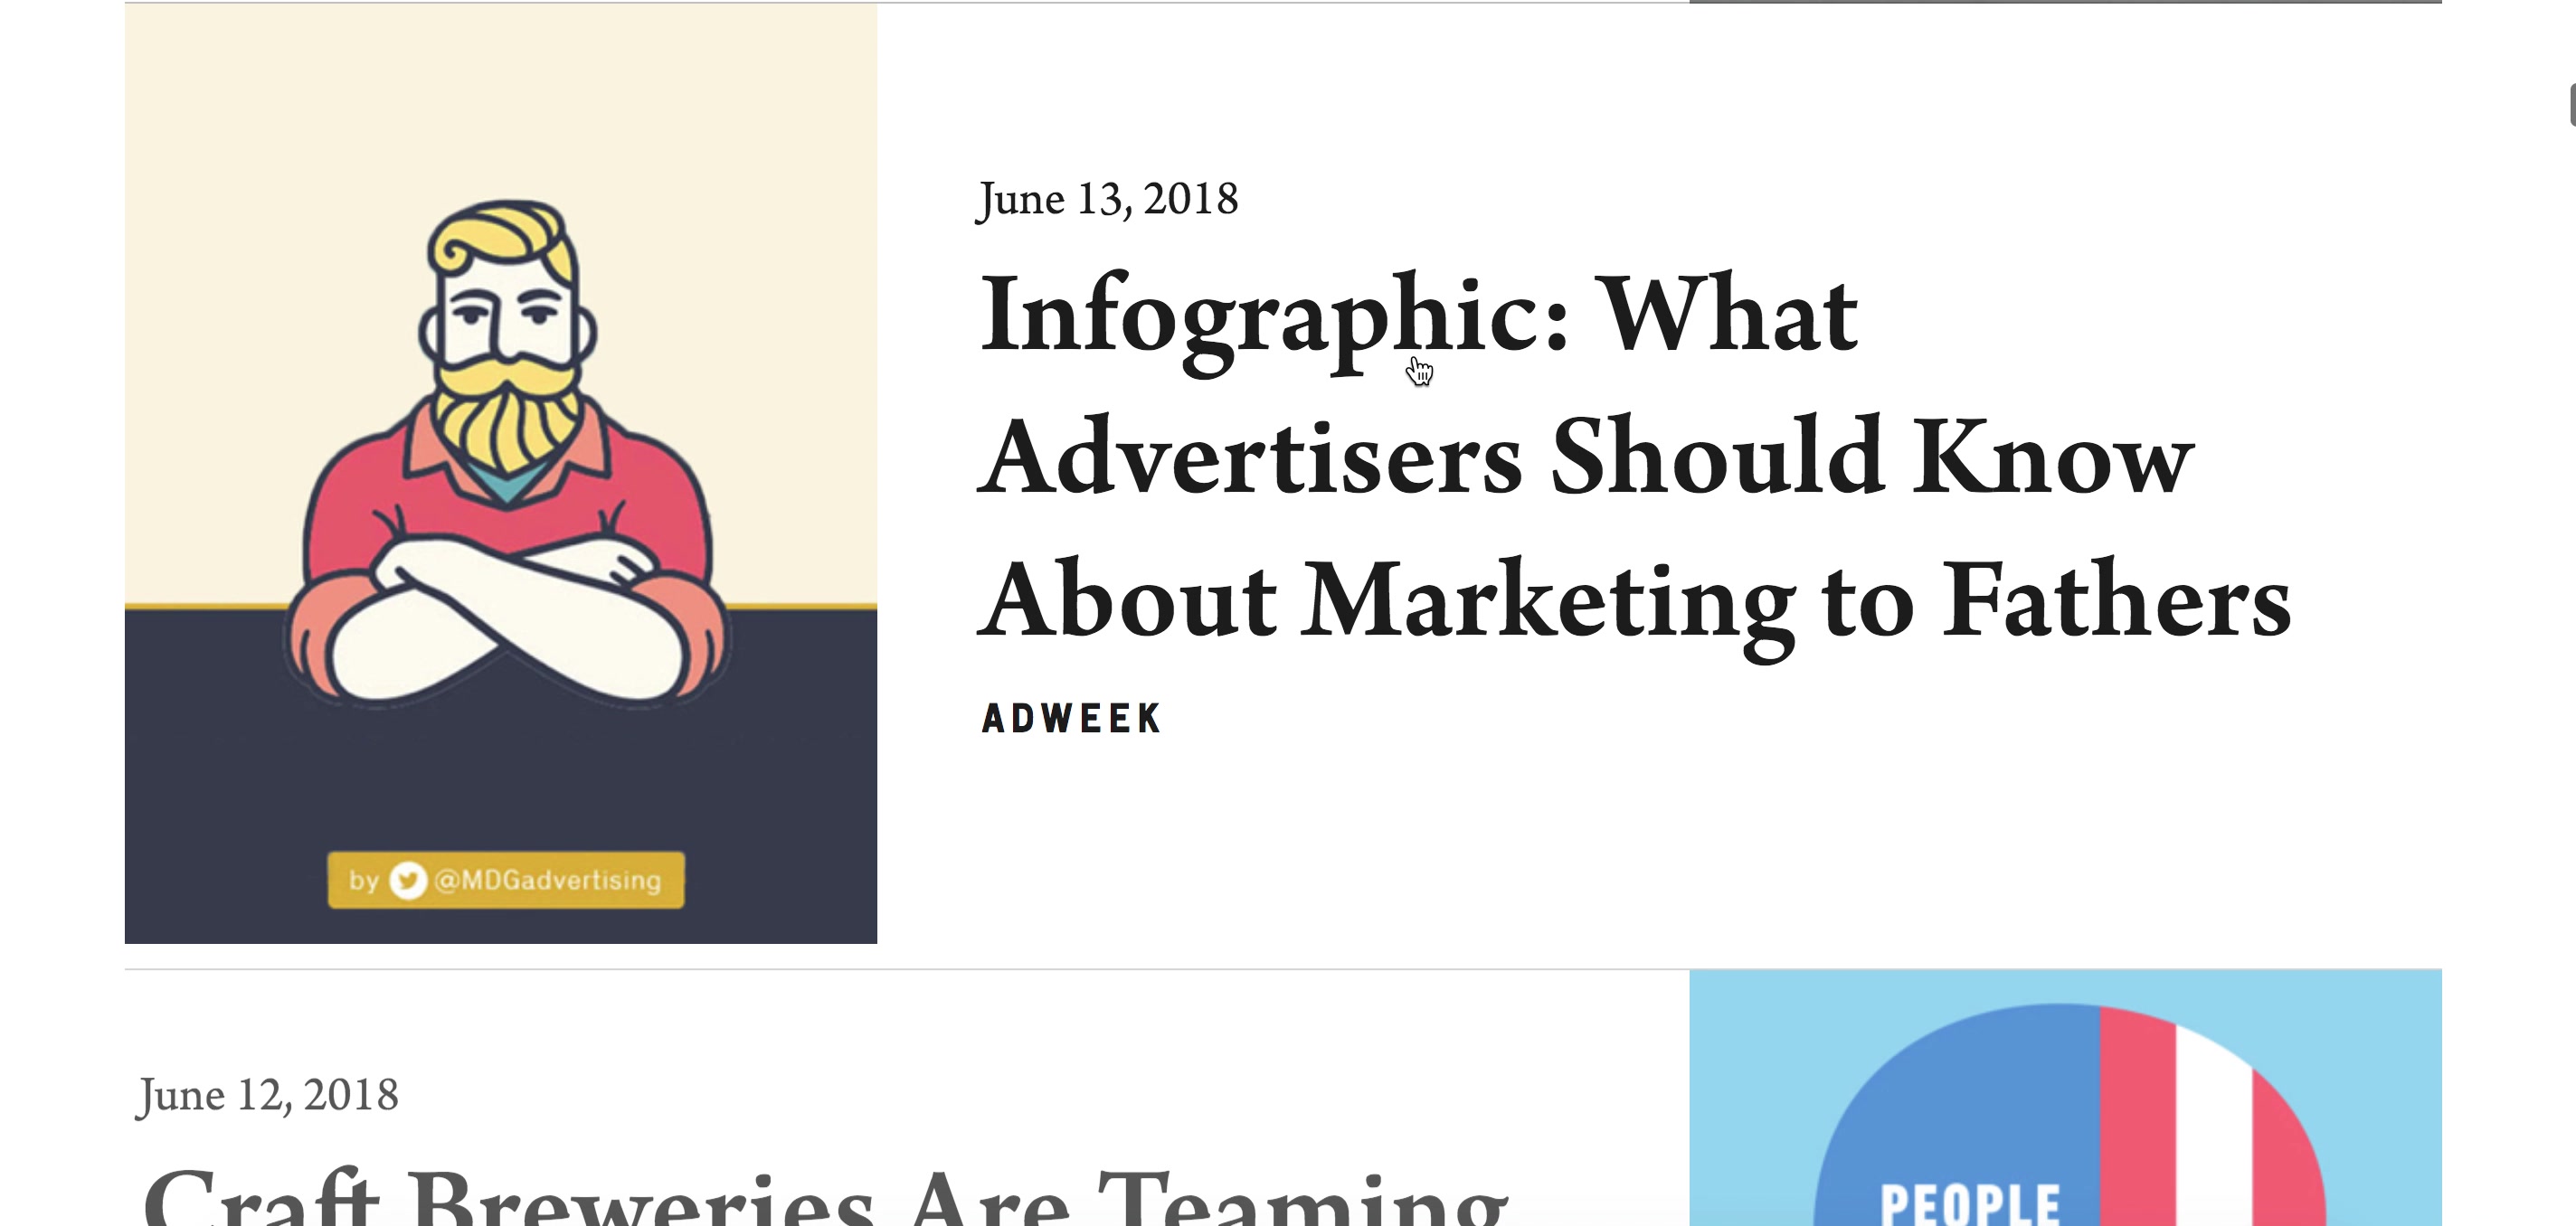 June 13, 2018
Infographic: What
Advertisers Should Know
About Marketing to Fathers
ADWEEK
by @MDGadvertising
June 12, 2018
Craft Breweries Are Teaming
PEOPLE